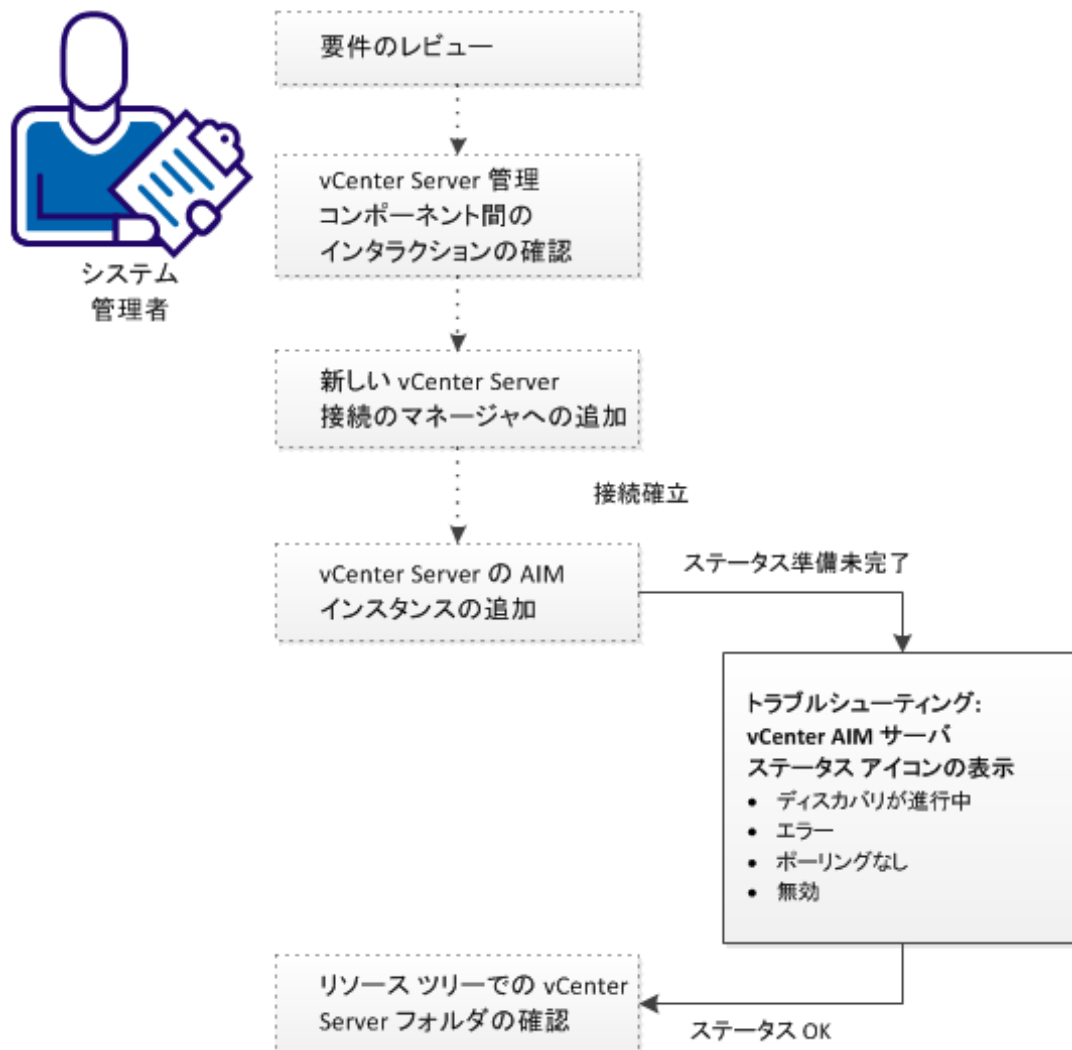 要件のレビュー
システム
管理者
vCenter Server 管理
コンポーネント間の
インタラクションの確認
新しい vCenter Server
接続のマネージャへの追加
接続確立
vCenter Server の AIM
インスタンスの追加
ステータス準備未完了
トラブルシューティング:
vCenter AIM サーバ
ステータス アイコンの表示
• ディスカバリが進行中
• エラー
• ポーリングなし
• 無効
リソース ツリーでの vCenter
Server フォルダの確認
ステータス OK